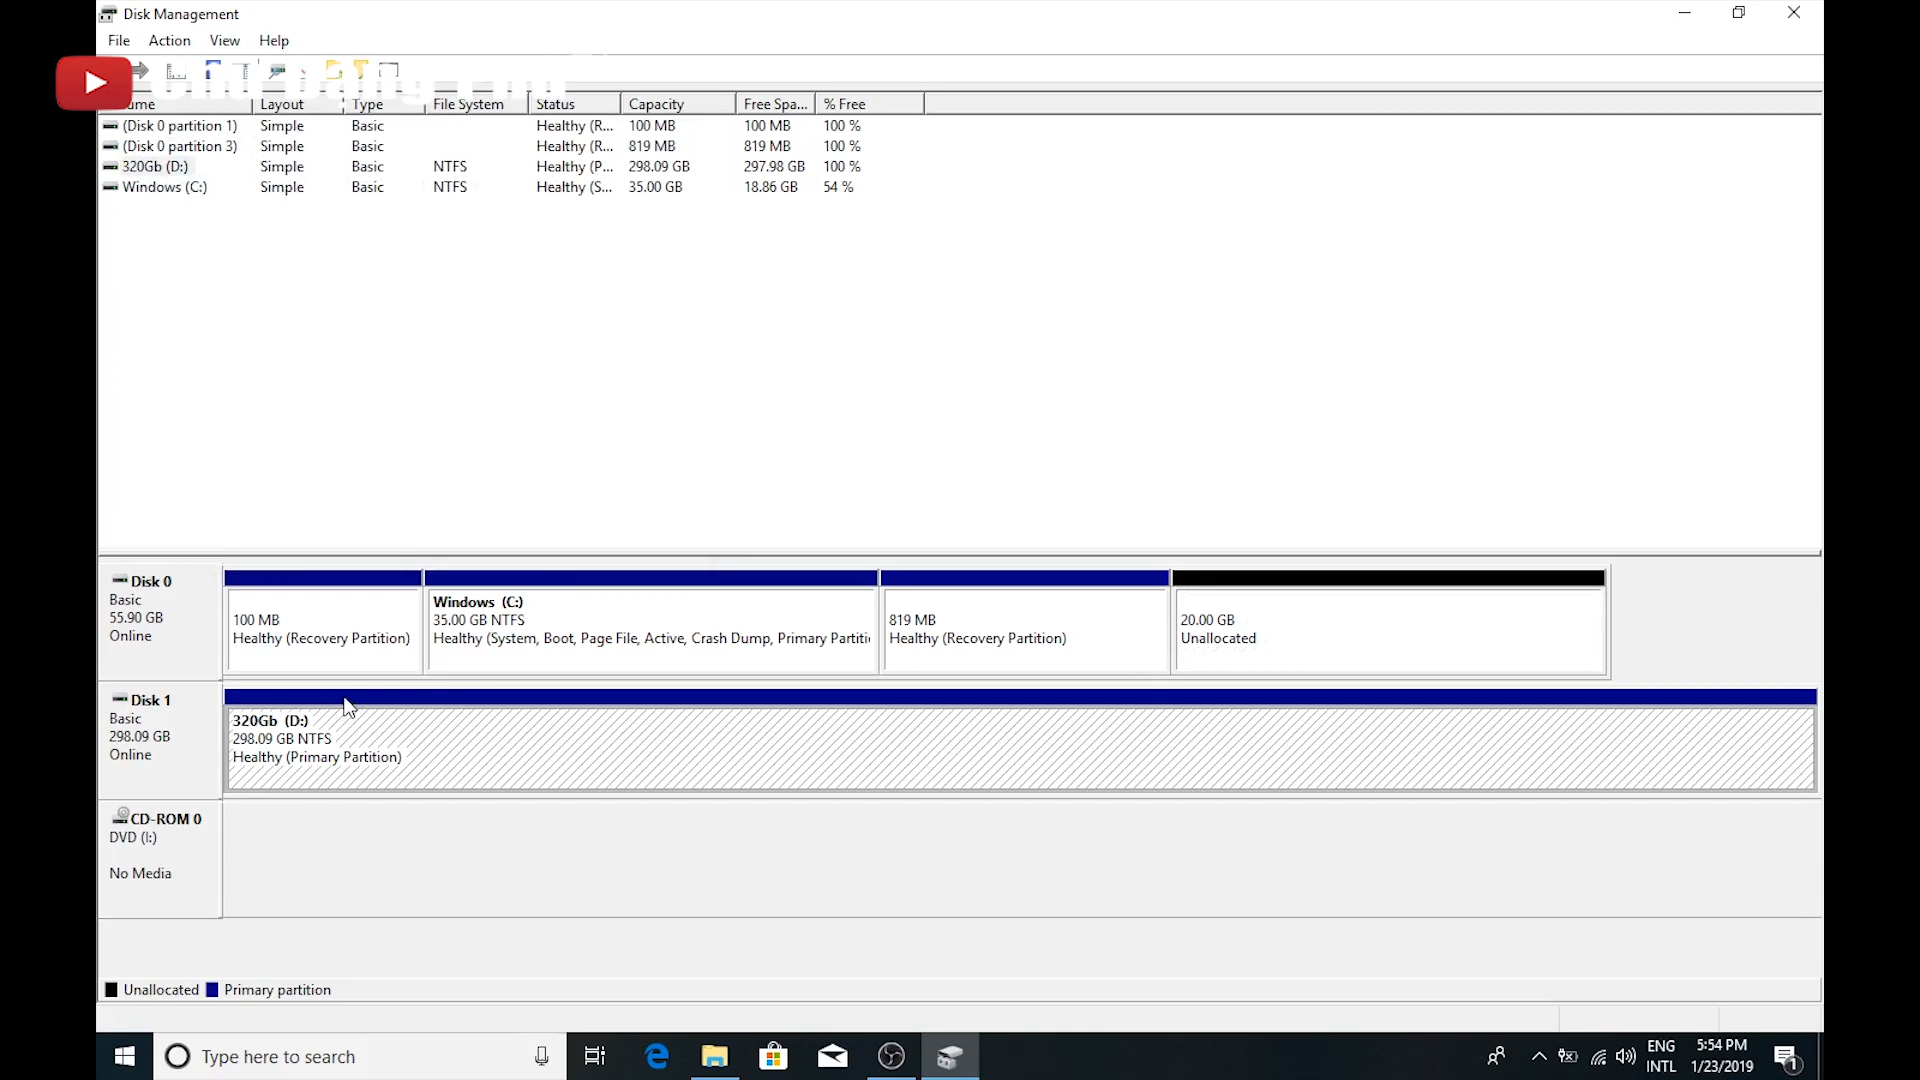 Disk Management
File Action View Help
Layout Type File System Status Capacity Free Spa... % Free
(Disk 0 partition 1) Simple Basic Healthy (R... 100 MB 100 MB 100 %
(Disk 0 partition 3) Simple Basic Healthy (R... 819 MB 819 MB 100 %
320Gb (D:) Simple Basic NTFS Healthy (P... 298.09 GB 297.98 GB 100 %
Windows (C:) Simple Basic NTFS Healthy (S... 35.00 GB 18.86 GB 54 %
Disk 0
Basic
55.90 GB
Online
100 MB
Healthy (Recovery Partition)
Windows (C:)
35.00 GB NTFS
Healthy (System, Boot, Page File, Active, Crash Dump, Primary Partiti
819 MB
Healthy (Recovery Partition)
20.00 GB
Unallocated
Disk 1
Basic
298.09 GB
Online
320Gb (D:)
298.09 GB NTFS
Healthy (Primary Partition)
CD-ROM 0
DVD (I:)
No Media
Unallocated Primary partition
Type here to search
ENG
INTL
5:54 PM
1/23/2019
1